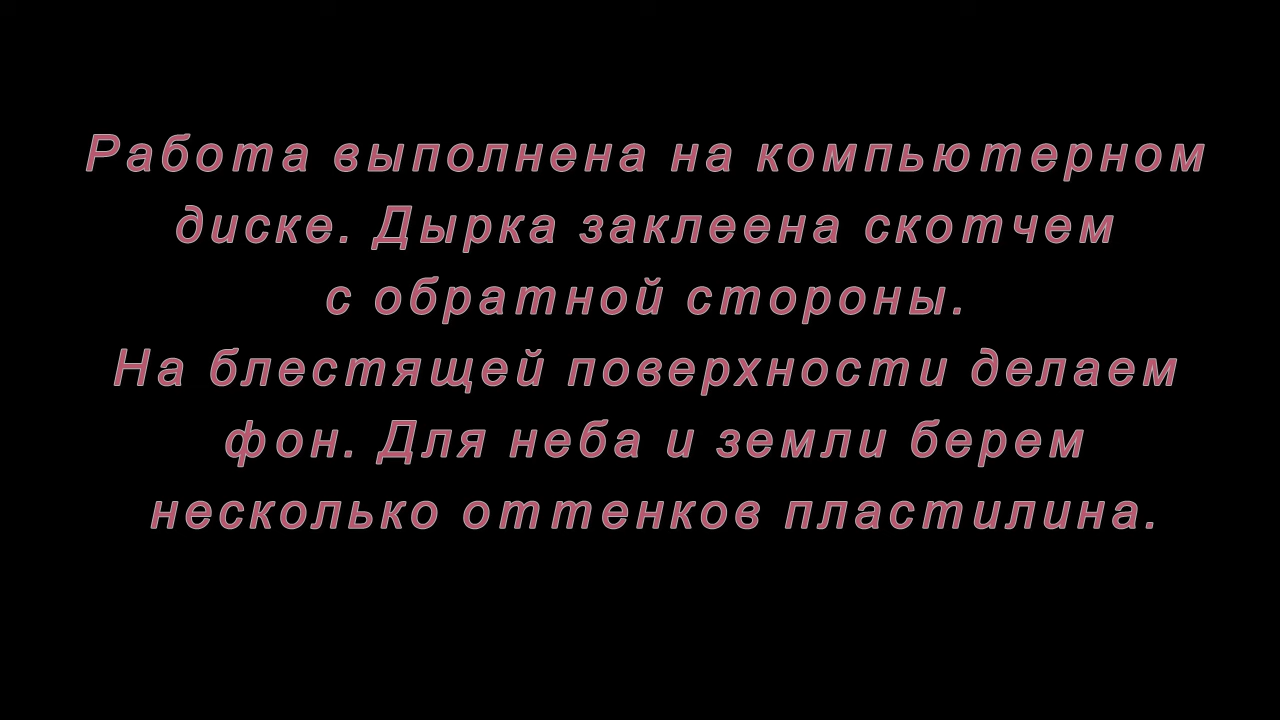 Работа выполнена на компьютерном
диске. Дырка заклеена скотчем
с обратной стороны.
На блестящей поверхности делаем
фон. Для неба и земли берем
несколько оттенков пластилина.